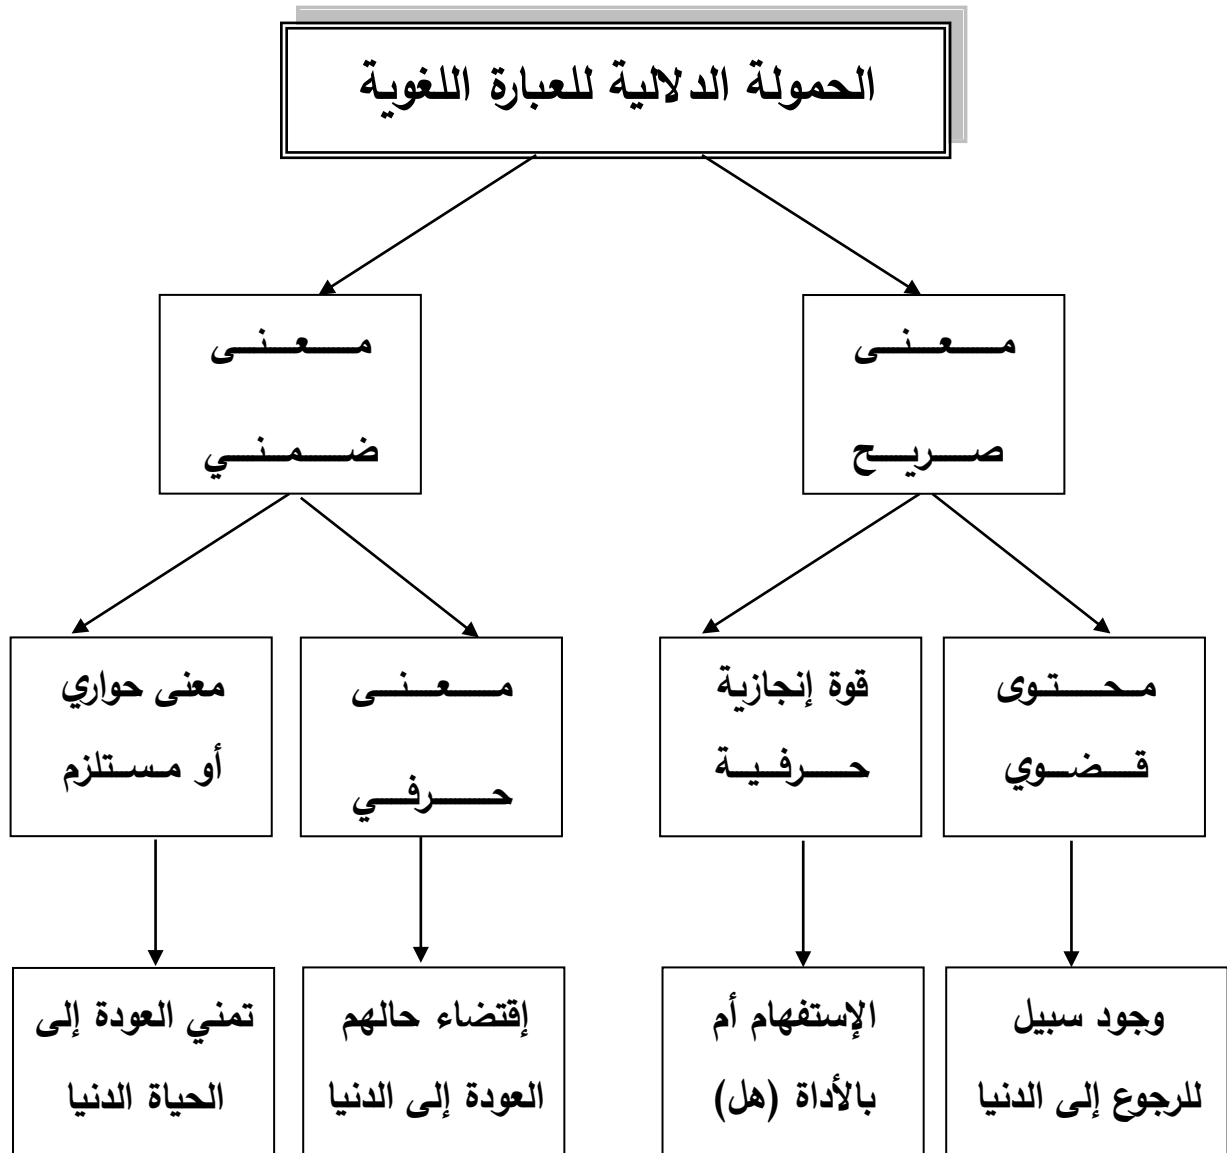 الحمولة الدلالية للعبارة اللغوية
معنى
صريح
معنى
ضمني
محتوى
قضوي
قوة إنجازية
حرفية
معنى
حرفي
معنى حواري
أو مستلزم
وجود سبيل
للرجوع إلى الدنيا
الإستفهام أم
بالأداة (هل)
إقتضاء حالهم
العودة إلى الدنيا
تمني العودة إلى
الحياة الدنيا